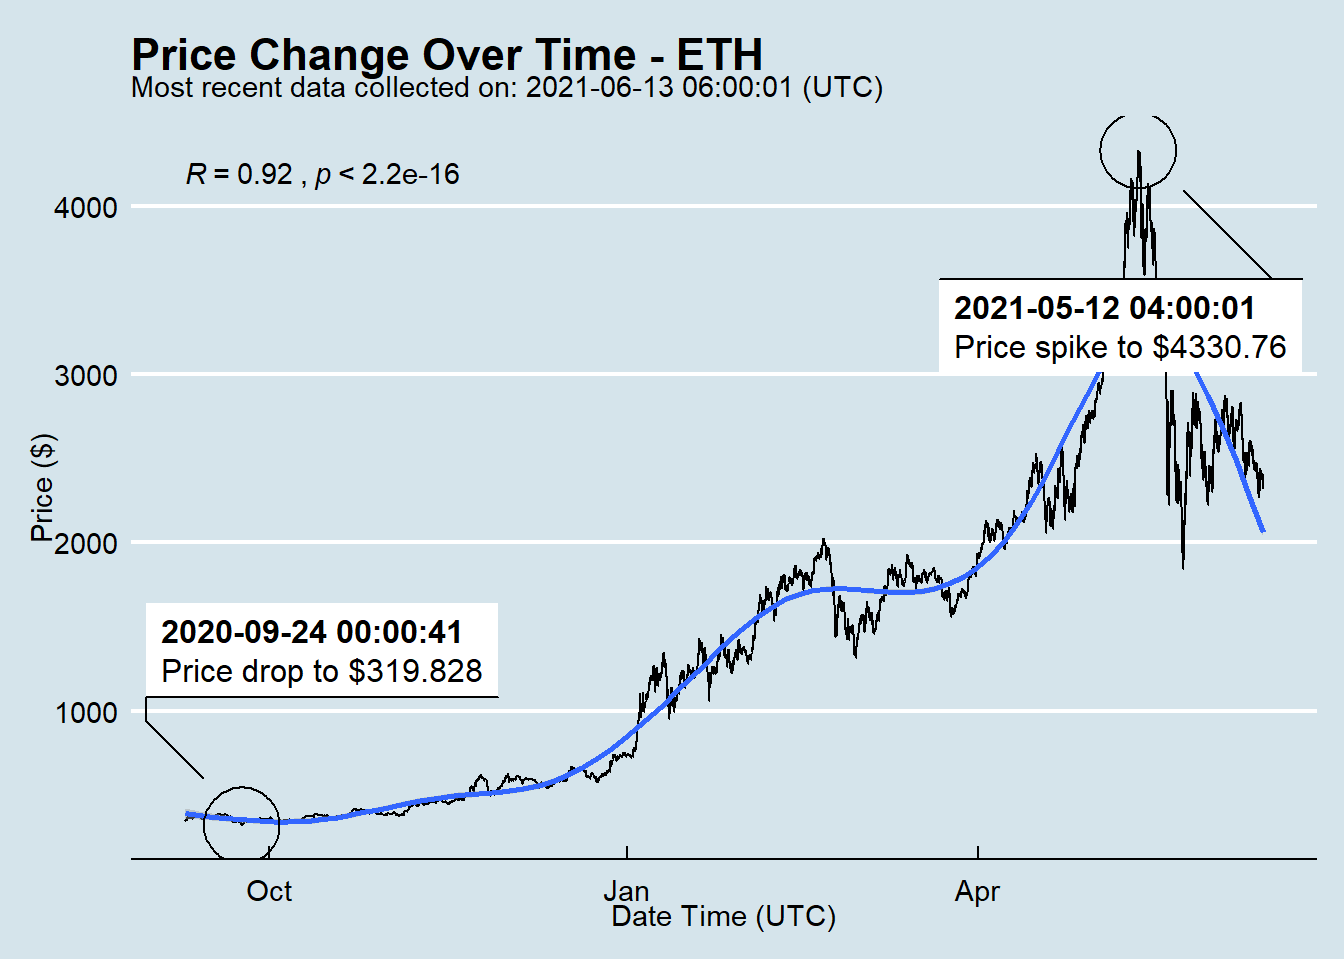 Price Change Over Time - ETH
Most recent data collected on: 2021-06-13 06:00:01 (UTC)
R = 0.92 , p < 2.2e-16
4000
2021-05-12 04:00:01
Price spike to $4330.76
3000
Price ($)
2000
2020-09-24 00:00:41
Price drop to $319.828
1000
Oct
Jan
Apr
Date Time (UTC)